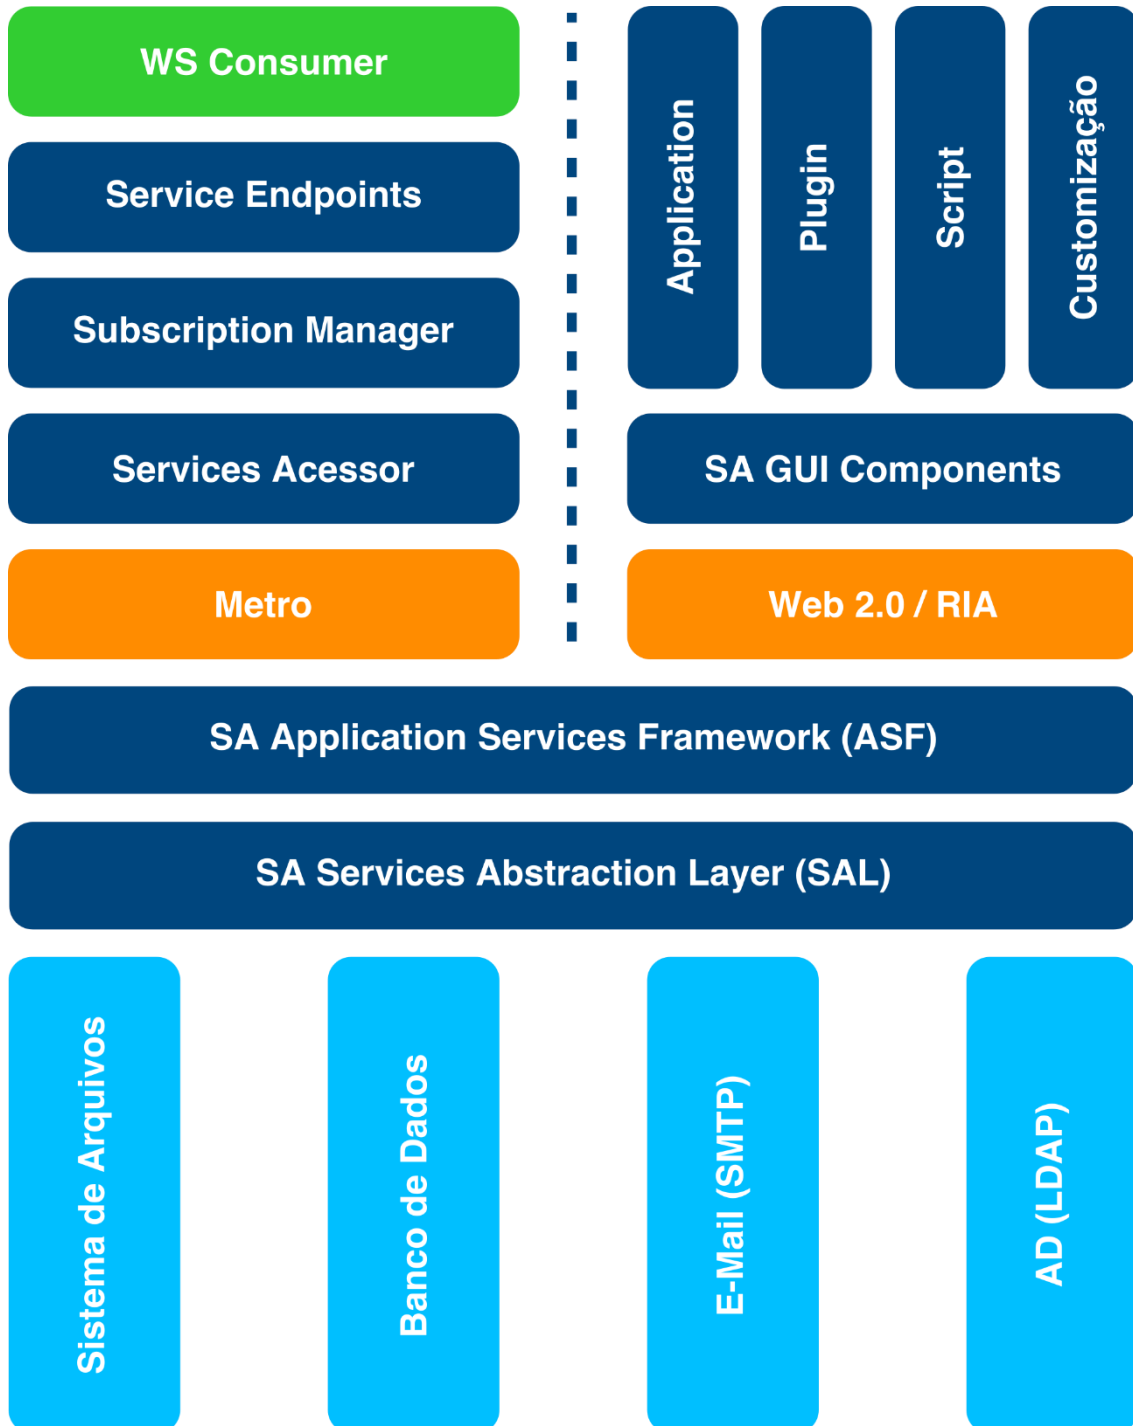 WS Consumer
Service Endpoints
Subscription Manager
Services Acessor
Metro
Application
Plugin
Script
Customização
SA GUI Components
Web 2.0 / RIA
SA Application Services Framework (ASF)
SA Services Abstraction Layer (SAL)
Sistema de Arquivos
Banco de Dados
E-Mail (SMTP)
AD (LDAP)